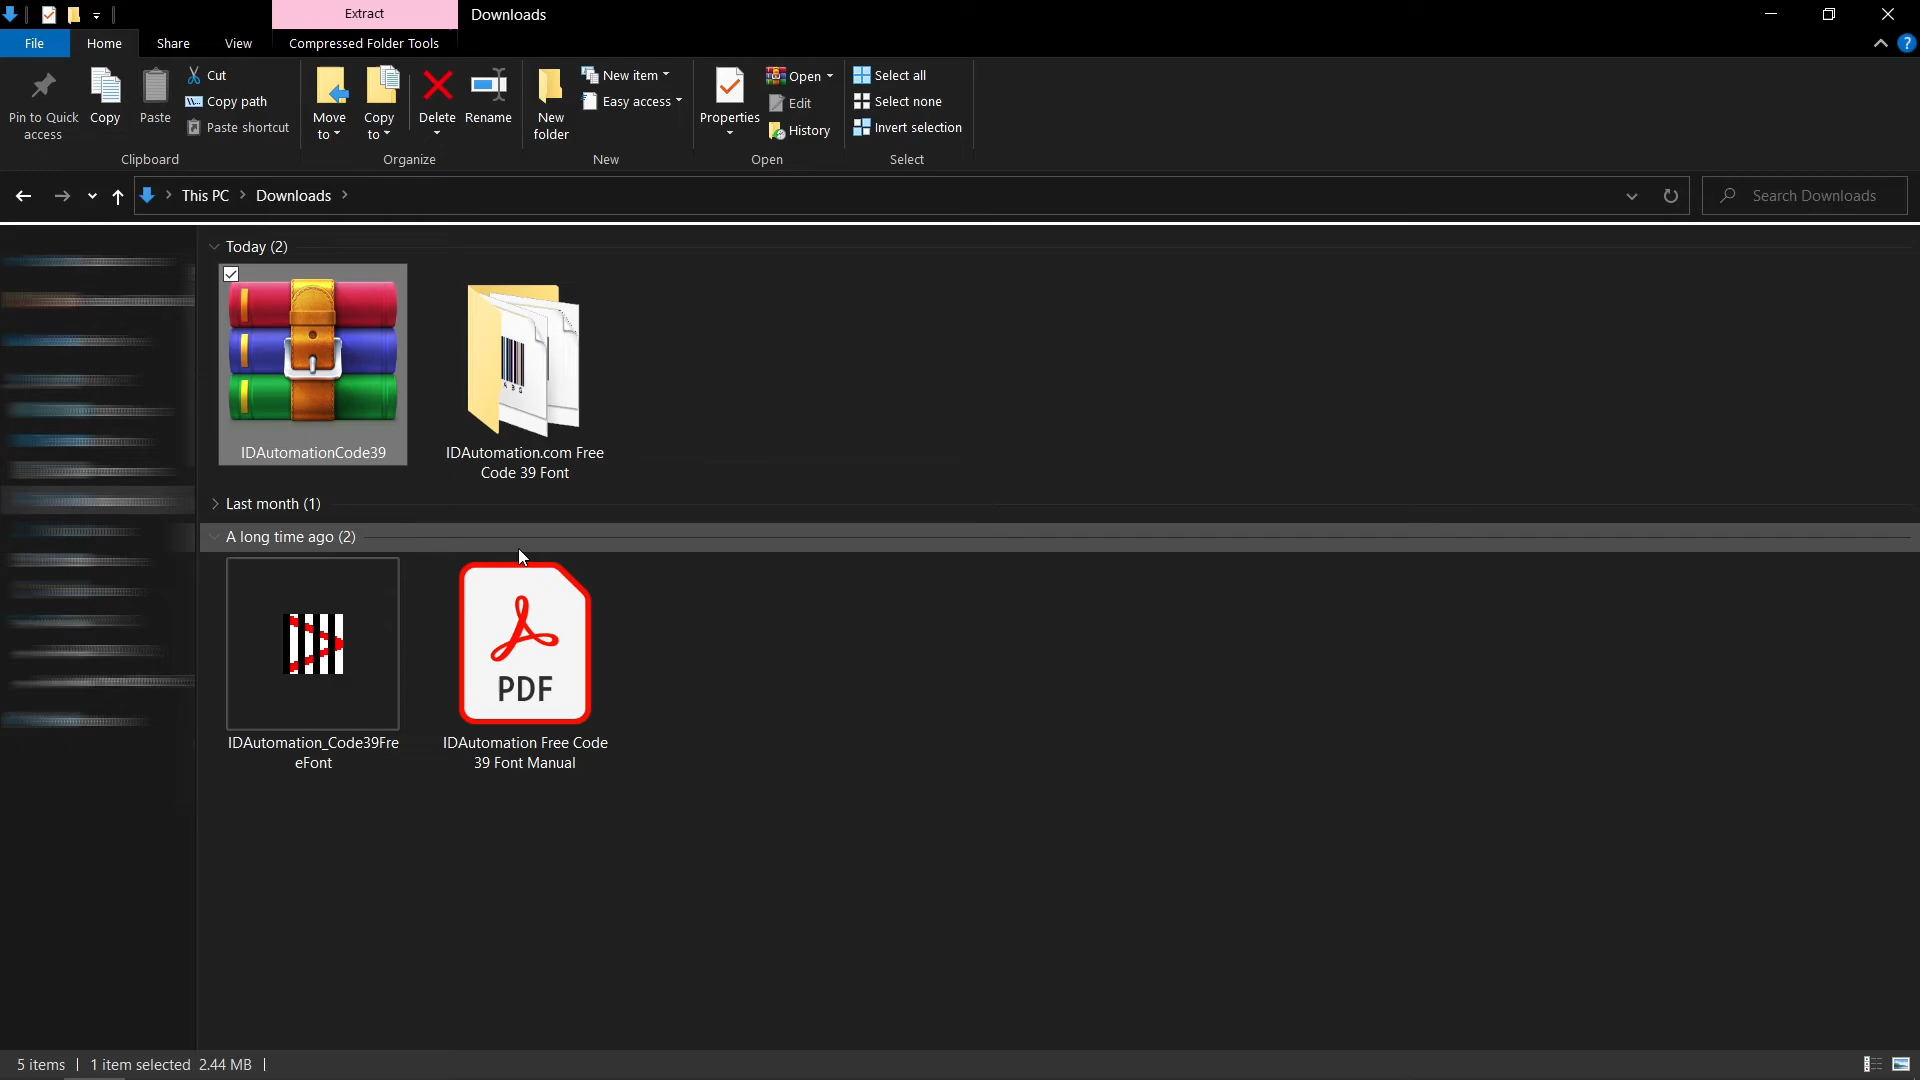 Extract
Downloads
File
Home
Share
View
Compressed Folder Tools
Pin to Quick
access
Copy
Paste
Cut
Copy path
Paste shortcut
Clipboard
Move
to
Copy
to
Delete
Rename
Organize
New
folder
New item
Easy access
New
Properties
Open
Edit
History
Open
Select all
Select none
Invert selection
Select
This PC
Downloads
Search Downloads
Today (2)
IDAutomationCode39
IDAutomation.com Free
Code 39 Font
Last month (1)
A long time ago (2)
PDF
IDAutomation_Code39Fre
eFont
IDAutomation Free Code
39 Font Manual
5 items
1 item selected 2.44 MB